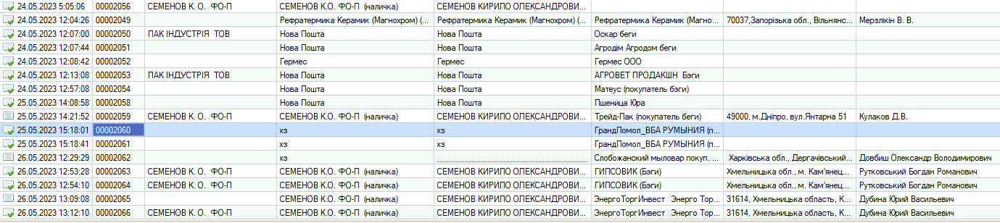 24.05.2023 5:05:06 00002056 СЕМЕНОВ К. О. ФО-П СЕМЕНОВ К.О. ФО-П (наличка) СЕМЕНОВ КИРИЛО ОЛЕКСАНДРОВИ...
24.05.2023 12:04:26 00002049 Рефратермика Керамик (Магнохром) (... Рефратермика Керамик (Магнохром) (... Рефратермика Керамик (Магно... 70037,Запорізька обл., Вільнянс... Мерзлікін В. В.
24.05.2023 12:07:00 00002050 ПАК ІНДУСТРІЯ ТОВ Нова Пошта Нова Пошта Оскар беги
24.05.2023 12:07:44 00002051 Нова Пошта Нова Пошта Агродім Агродом беги
24.05.2023 12:08:42 00002052 Гермес Гермес Гермес ООО
24.05.2023 12:13:08 00002053 ПАК ІНДУСТРІЯ ТОВ Нова Пошта Нова Пошта АГРОВЕТ ПРОДАКШН Бэги
24.05.2023 12:57:08 00002054 Нова Пошта Нова Пошта Матеус (покупатель бэги)
25.05.2023 14:08:58 00002058 Нова Пошта Нова Пошта Пшеница Юра
25.05.2023 14:21:52 00002059 СЕМЕНОВ К. О. ФО-П СЕМЕНОВ К.О. ФО-П (наличка) СЕМЕНОВ КИРИЛО ОЛЕКСАНДРОВИ... Трейд-Пак (покупатель беги) 49000, м.Дніпро, вул.Янтарна 51 Кулаков Д.В.
25.05.2023 15:18:01 00002060 хз хз ГрандПомол_ВБА РУМЫНИЯ (п...
25.05.2023 15:18:41 00002061 хз хз ГрандПомол_ВБА РУМЫНИЯ (п...
26.05.2023 12:29:29 00002062 хз Слобожанский мыловар покуп. ... Харківська обл., Дергачівський... Довбиш Олександр Володимирович
26.05.2023 12:53:28 00002063 СЕМЕНОВ К. О. ФО-П СЕМЕНОВ К.О. ФО-П (наличка) СЕМЕНОВ КИРИЛО ОЛЕКСАНДРОВИ... ГИПСОВИК (Бэги) Хмельницька обл., м. Кам'янец... Рутковський Богдан Романович
26.05.2023 12:54:10 00002064 СЕМЕНОВ К. О. ФО-П СЕМЕНОВ К.О. ФО-П (наличка) СЕМЕНОВ КИРИЛО ОЛЕКСАНДРОВИ... ГИПСОВИК (Бэги) Хмельницька обл., м. Кам'янец... Рутковський Богдан Романович
26.05.2023 13:09:08 00002065 СЕМЕНОВ К.О. ФО-П (наличка) СЕМЕНОВ КИРИЛО ОЛЕКСАНДРОВИ... ЭнергоТоргИнвест Энерго Тор... 31614, Хмельницька область, К... Дубина Юрий Васильевич
26.05.2023 13:12:10 00002066 СЕМЕНОВ К. О. ФО-П СЕМЕНОВ К.О. ФО-П (наличка) СЕМЕНОВ КИРИЛО ОЛЕКСАНДРОВИ... ЭнергоТоргИнвест Энерго Тор... 31614, Хмельницька область, К... Дубина Юрий Васильевич